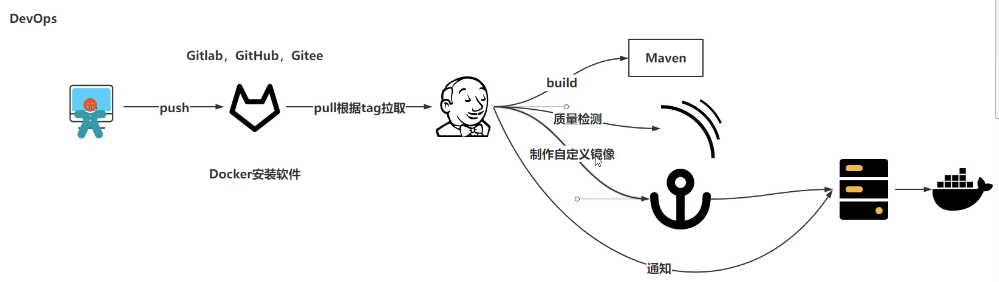 DevOps
Gitlab，GitHub，Gitee
Maven
build
push
pull根据tag拉取
质量检测
制作自定义镜像
Docker安装软件
通知